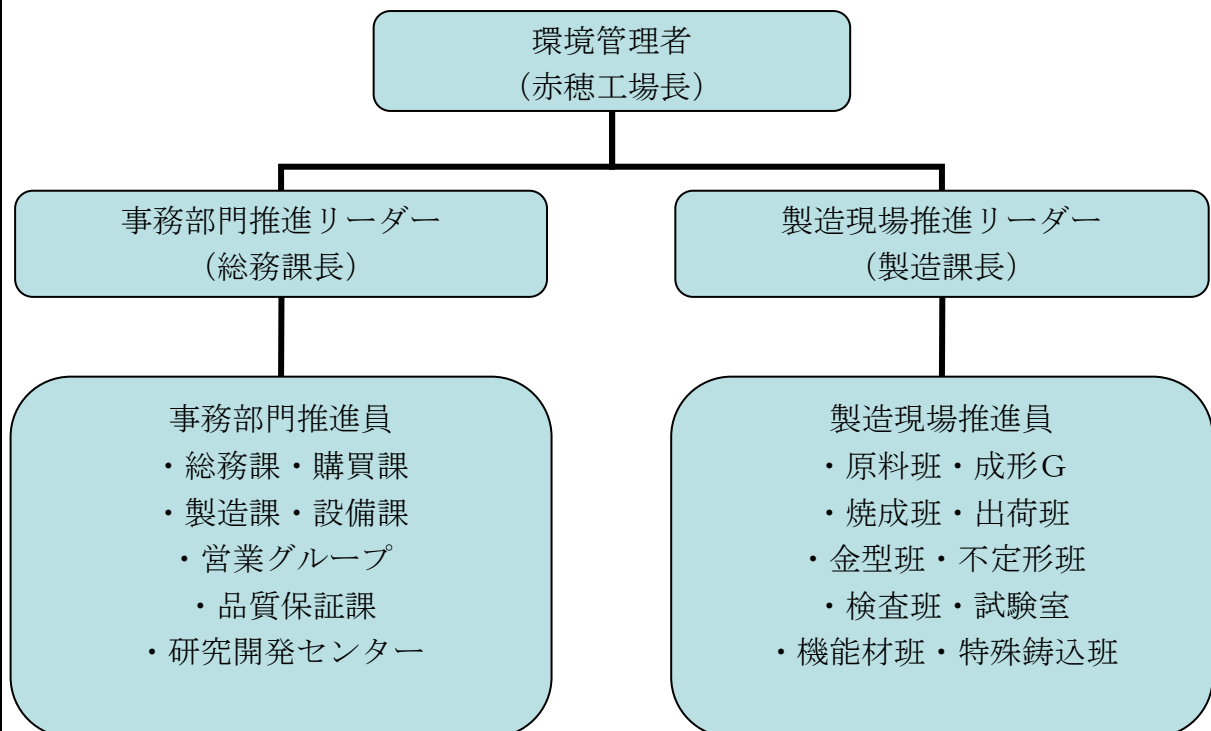 環境管理者
（赤穂工場長）
事務部門推進リーダー
（総務課長）
製造現場推進リーダー
（製造課長）
事務部門推進員
・総務課・購買課
・製造課・設備課
・営業グループ
・品質保証課
・研究開発センター
製造現場推進員
・原料班・成形Ｇ
・焼成班・出荷班
・金型班・不定形班
・検査班・試験室
・機能材班・特殊鋳込班